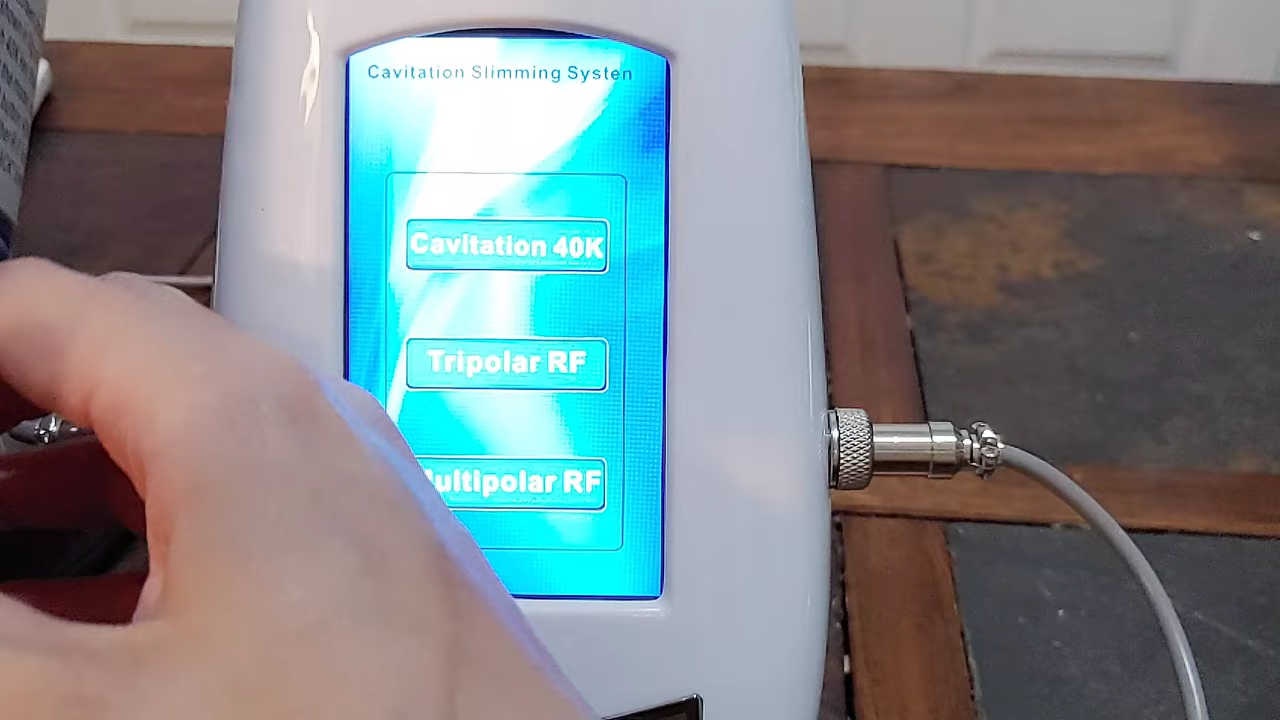 Cavitation Slimming Systen
Cavitation 40K
Tripolar RF
ultipolar RF